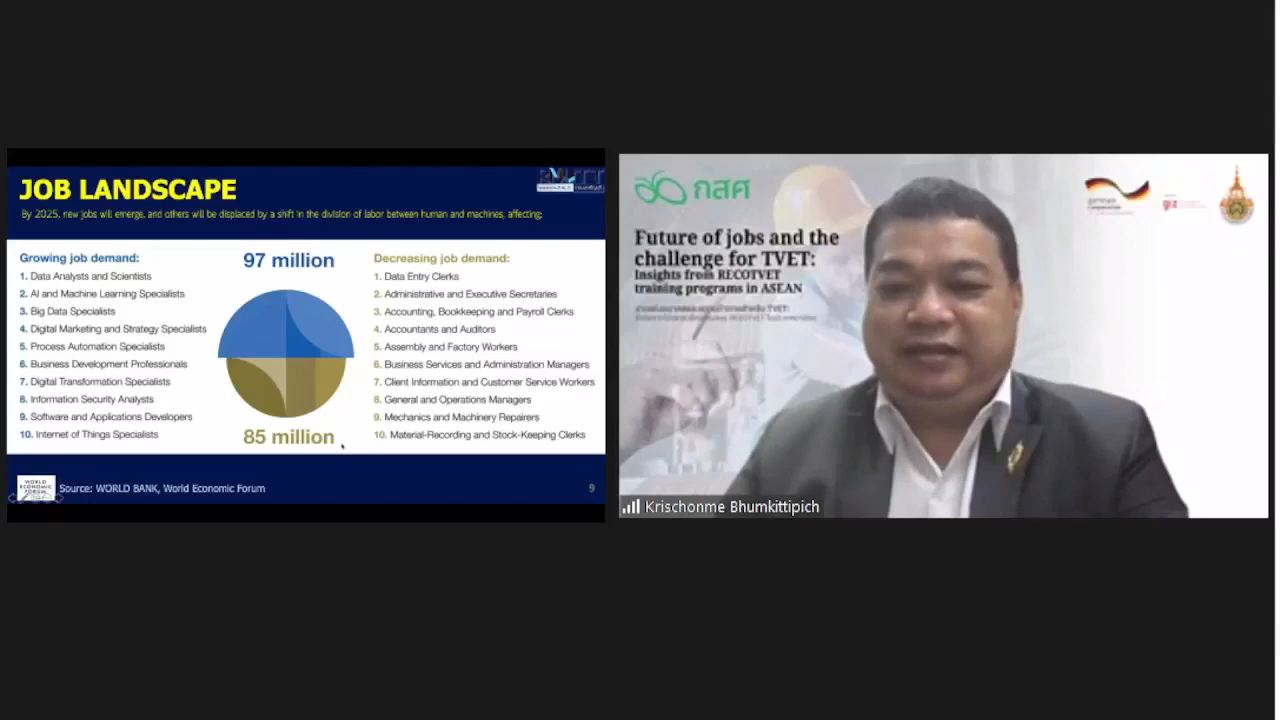 JOB LANDSCAPE
By 2025, new jobs will emerge, and others will be displaced by a shift in the division of labor between human and machines, affecting:
Growing job demand:
1. Data Analysts and Scientists
2. AI and Machine Learning Specialists
3. Big Data Specialists
4. Digital Marketing and Strategy Specialists
5. Process Automation Specialists
6. Business Development Professionals
7. Digital Transformation Specialists
8. Information Security Analysts
9. Software and Applications Developers
10. Internet of Things Specialists
97 million
85 million
Decreasing job demand:
1. Data Entry Clerks
2. Administrative and Executive Secretaries
3. Accounting, Bookkeeping and Payroll Clerks
4. Accountants and Auditors
5. Assembly and Factory Workers
6. Business Services and Administration Managers
7. Client Information and Customer Service Workers
8. General and Operations Managers
9. Mechanics and Machinery Repairers
10. Material-Recording and Stock-Keeping Clerks
WORLD
ECONOMIC
FORUM
Source: WORLD BANK, World Economic Forum
9
กสศ
Future of jobs and the
challenge for TVET:
Insights from RECOTVET
training programs in ASEAN
german
cooperation
giz
Krischonme Bhumkittipich